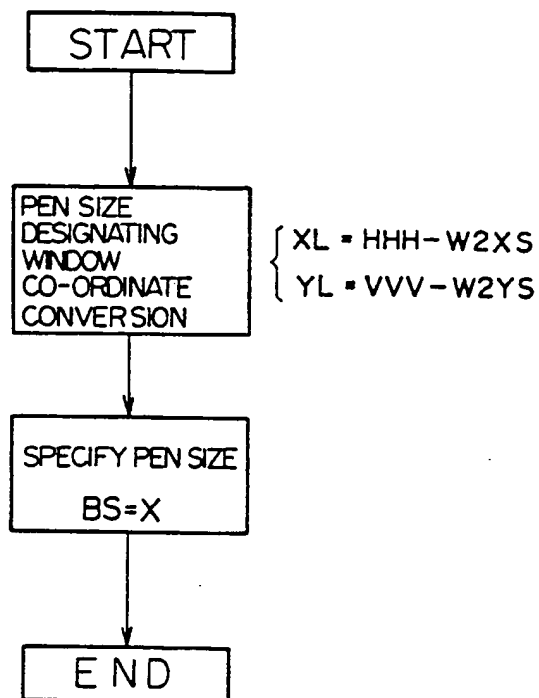 START
PEN SIZE
DESIGNATING
WINDOW
CO-ORDINATE
CONVERSION
XL = HHH-W2XS
YL = VVV-W2YS
SPECIFY PEN SIZE
BS=X
END